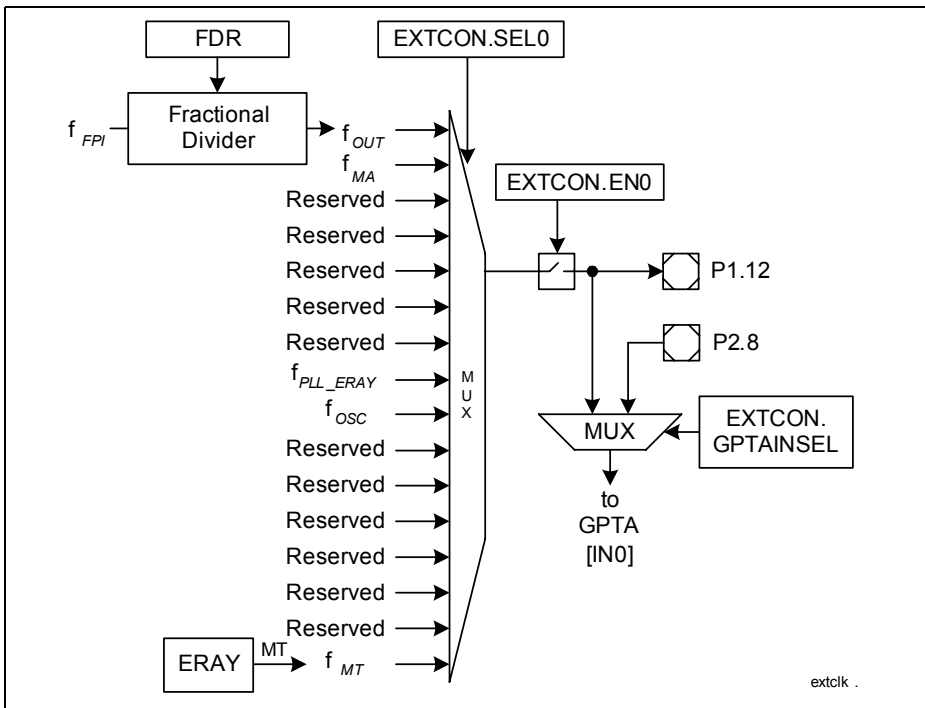 FDR
EXTCON.SEL0
f FPI
Fractional
Divider
f OUT
f MA
Reserved
EXTCON.EN0
Reserved
Reserved
P1.12
Reserved
Reserved
P2.8
f PLL_ERAY
M
U
X
f OSC
MUX
EXTCON.
GPTAINSEL
Reserved
Reserved
to
GPTA
[IN0]
Reserved
Reserved
Reserved
Reserved
ERAY
MT
f MT
extclk .